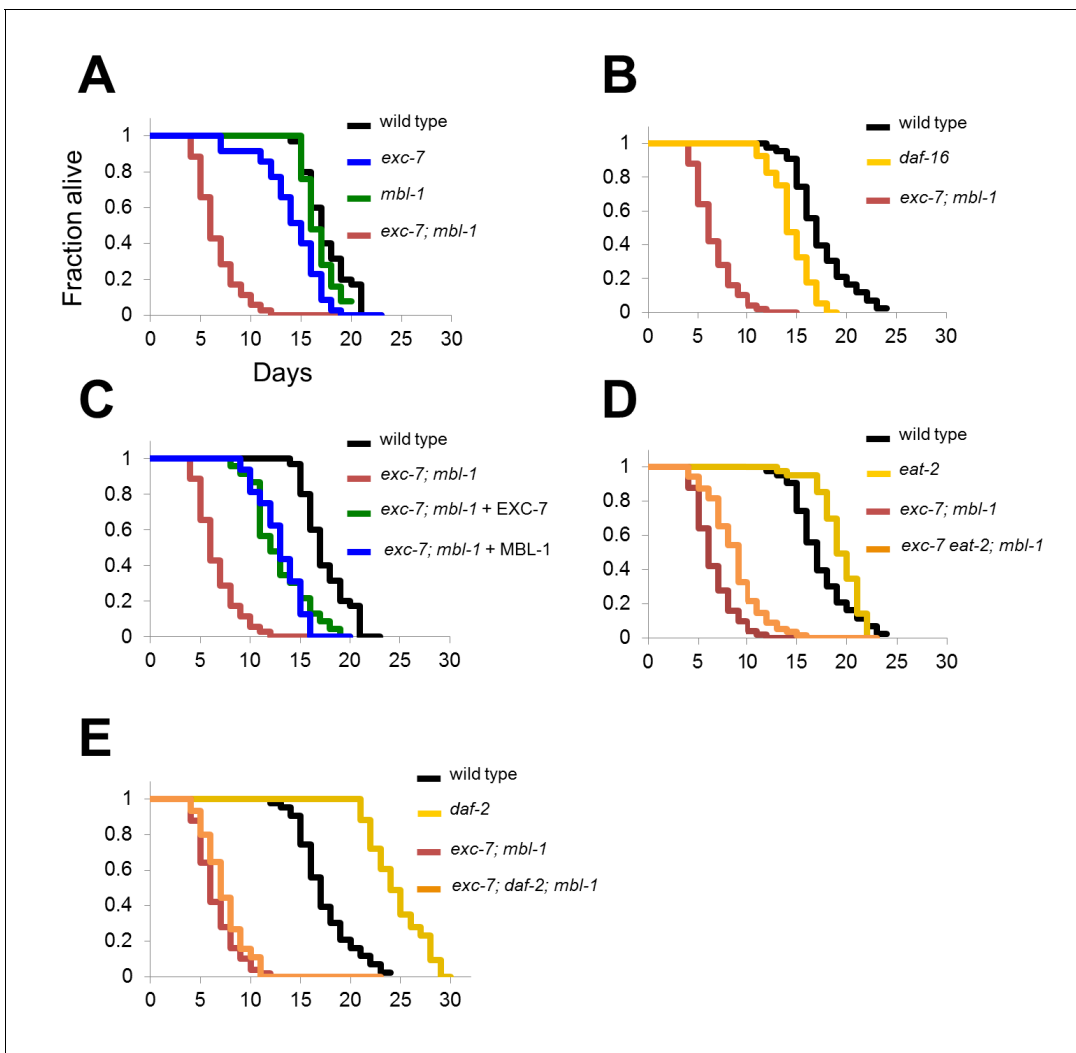 A
wild type
exc-7
mbl-1
exc-7; mbl-1
Fraction alive
1
0.8
0.6
0.4
0.2
0
0 5 10 15 20 25 30
Days
B
wild type
daf-16
exc-7; mbl-1
1
0.8
0.6
0.4
0.2
0
0 5 10 15 20 25 30
C
wild type
exc-7; mbl-1
exc-7; mbl-1 + EXC-7
exc-7; mbl-1 + MBL-1
1
0.8
0.6
0.4
0.2
0
0 5 10 15 20 25 30
D
wild type
eat-2
exc-7; mbl-1
exc-7 eat-2; mbl-1
1
0.8
0.6
0.4
0.2
0
0 5 10 15 20 25 30
E
wild type
daf-2
exc-7; mbl-1
exc-7; daf-2; mbl-1
1
0.8
0.6
0.4
0.2
0
0 5 10 15 20 25 30